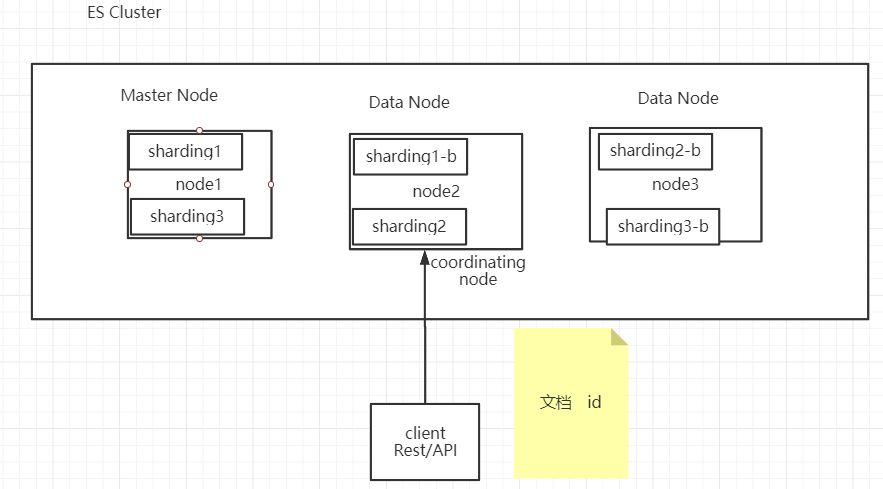 ES Cluster
Master Node
Data Node
Data Node
sharding1
node1
sharding3
sharding1-b
node2
sharding2
sharding2-b
node3
sharding3-b
coordinating
node
client
Rest/API
文档 id